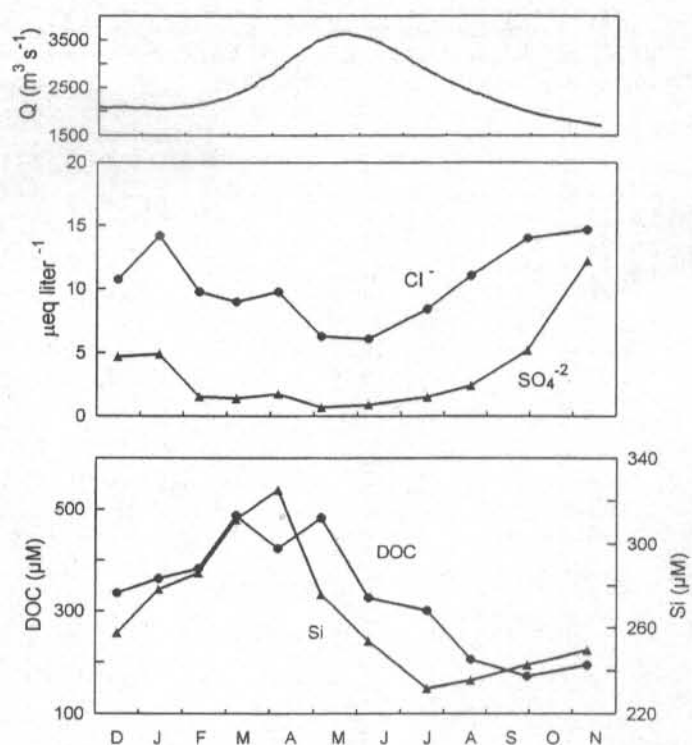 Q (m³ s⁻¹)
3500
2500
1500
µeq liter ⁻¹
20
15
10
5
0
Cl ⁻
SO₄⁻²
DOC (µM)
500
300
100
DOC
Si
340
300
260
220
Si (µM)
D J F M A M J J A S O N